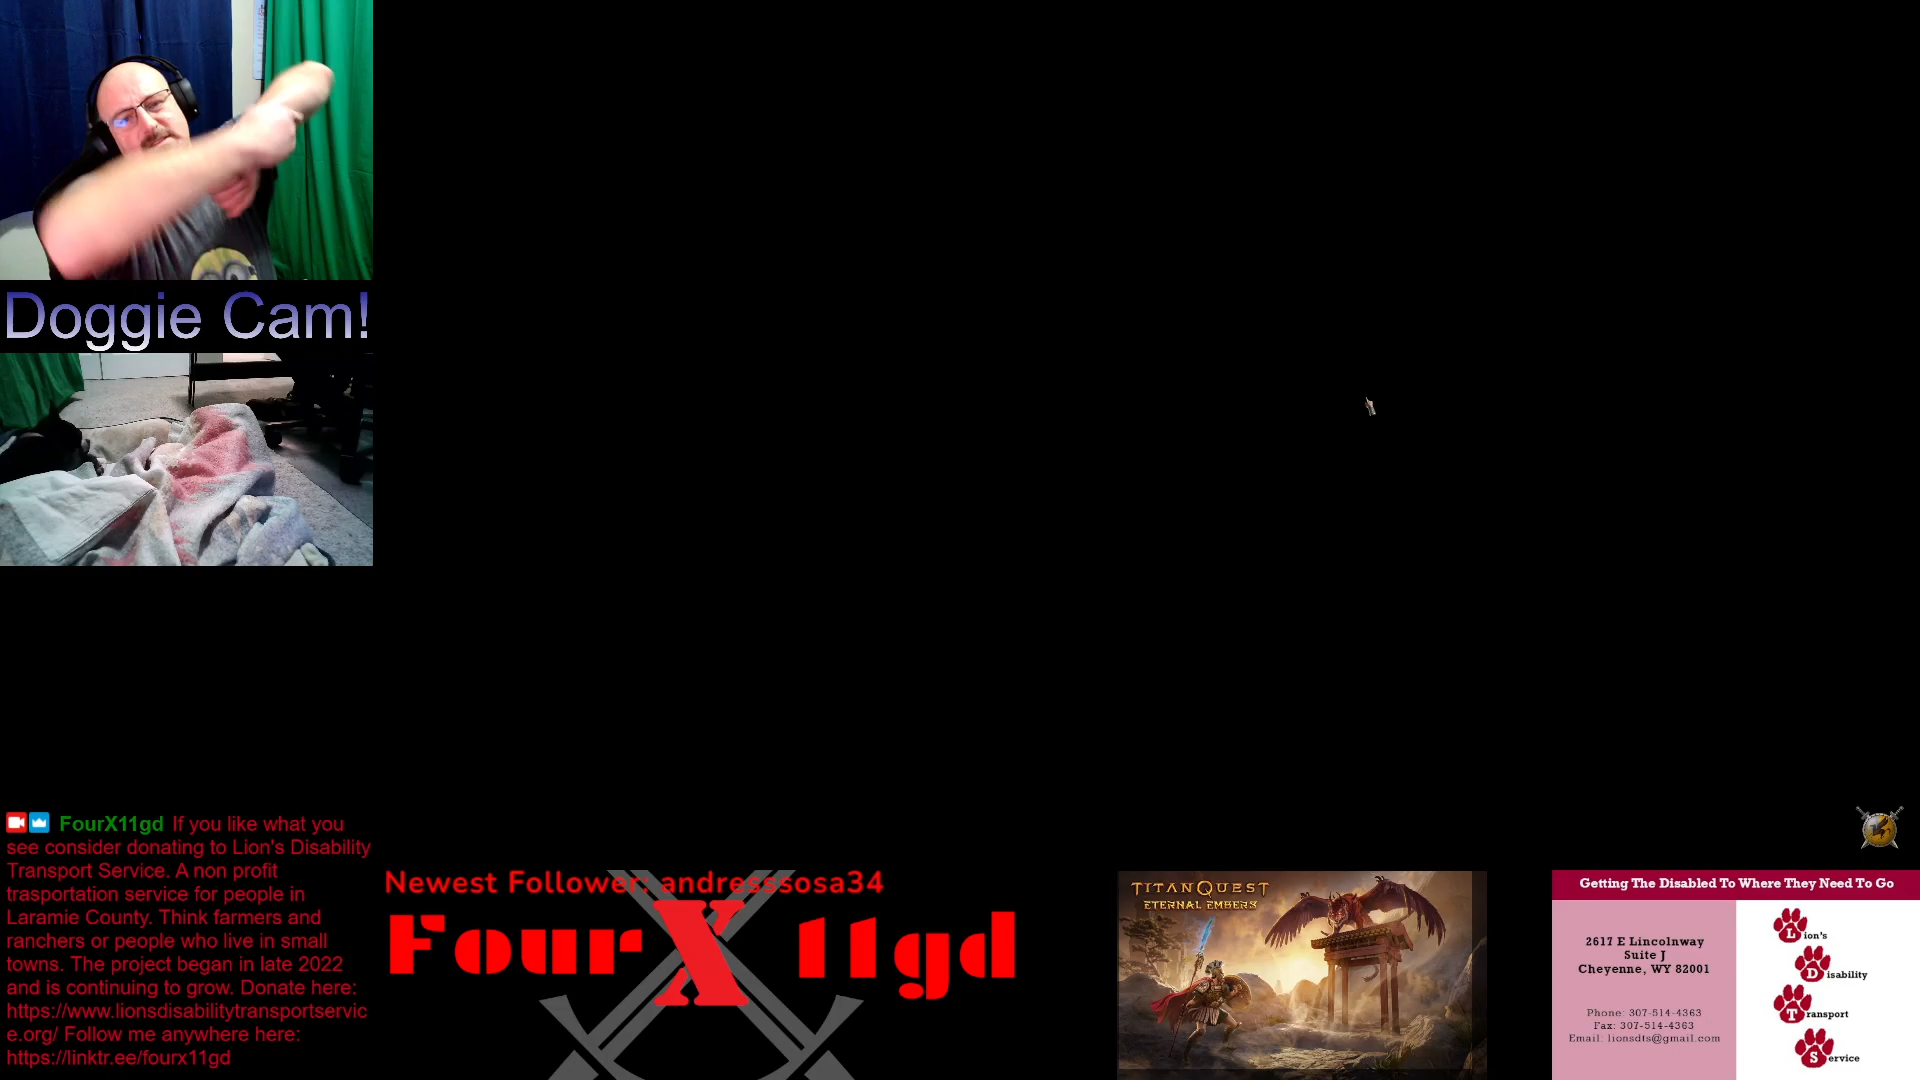 Doggie Cam!
FourX11gd If you like what you
see consider donating to Lion's Disability
Transport Service. A non profit
trasportation service for people in
Laramie County. Think farmers and
ranchers or people who live in small
towns. The project began in late 2022
and is continuing to grow. Donate here:
https://www.lionsdisabilitytransportservic
e.org/ Follow me anywhere here:
https://linktr.ee/fourx11gd
Newest Follower: andresssosa34
FourX11gd
TITAN QUEST
ETERNAL EMBERS
Getting The Disabled To Where They Need To Go
2617 E Lincolnway
Suite J
Cheyenne, WY 82001
Phone: 307-514-4363
Fax: 307-514-4363
Email: lionsdts@gmail.com
Lion's
Disability
Transport
Service